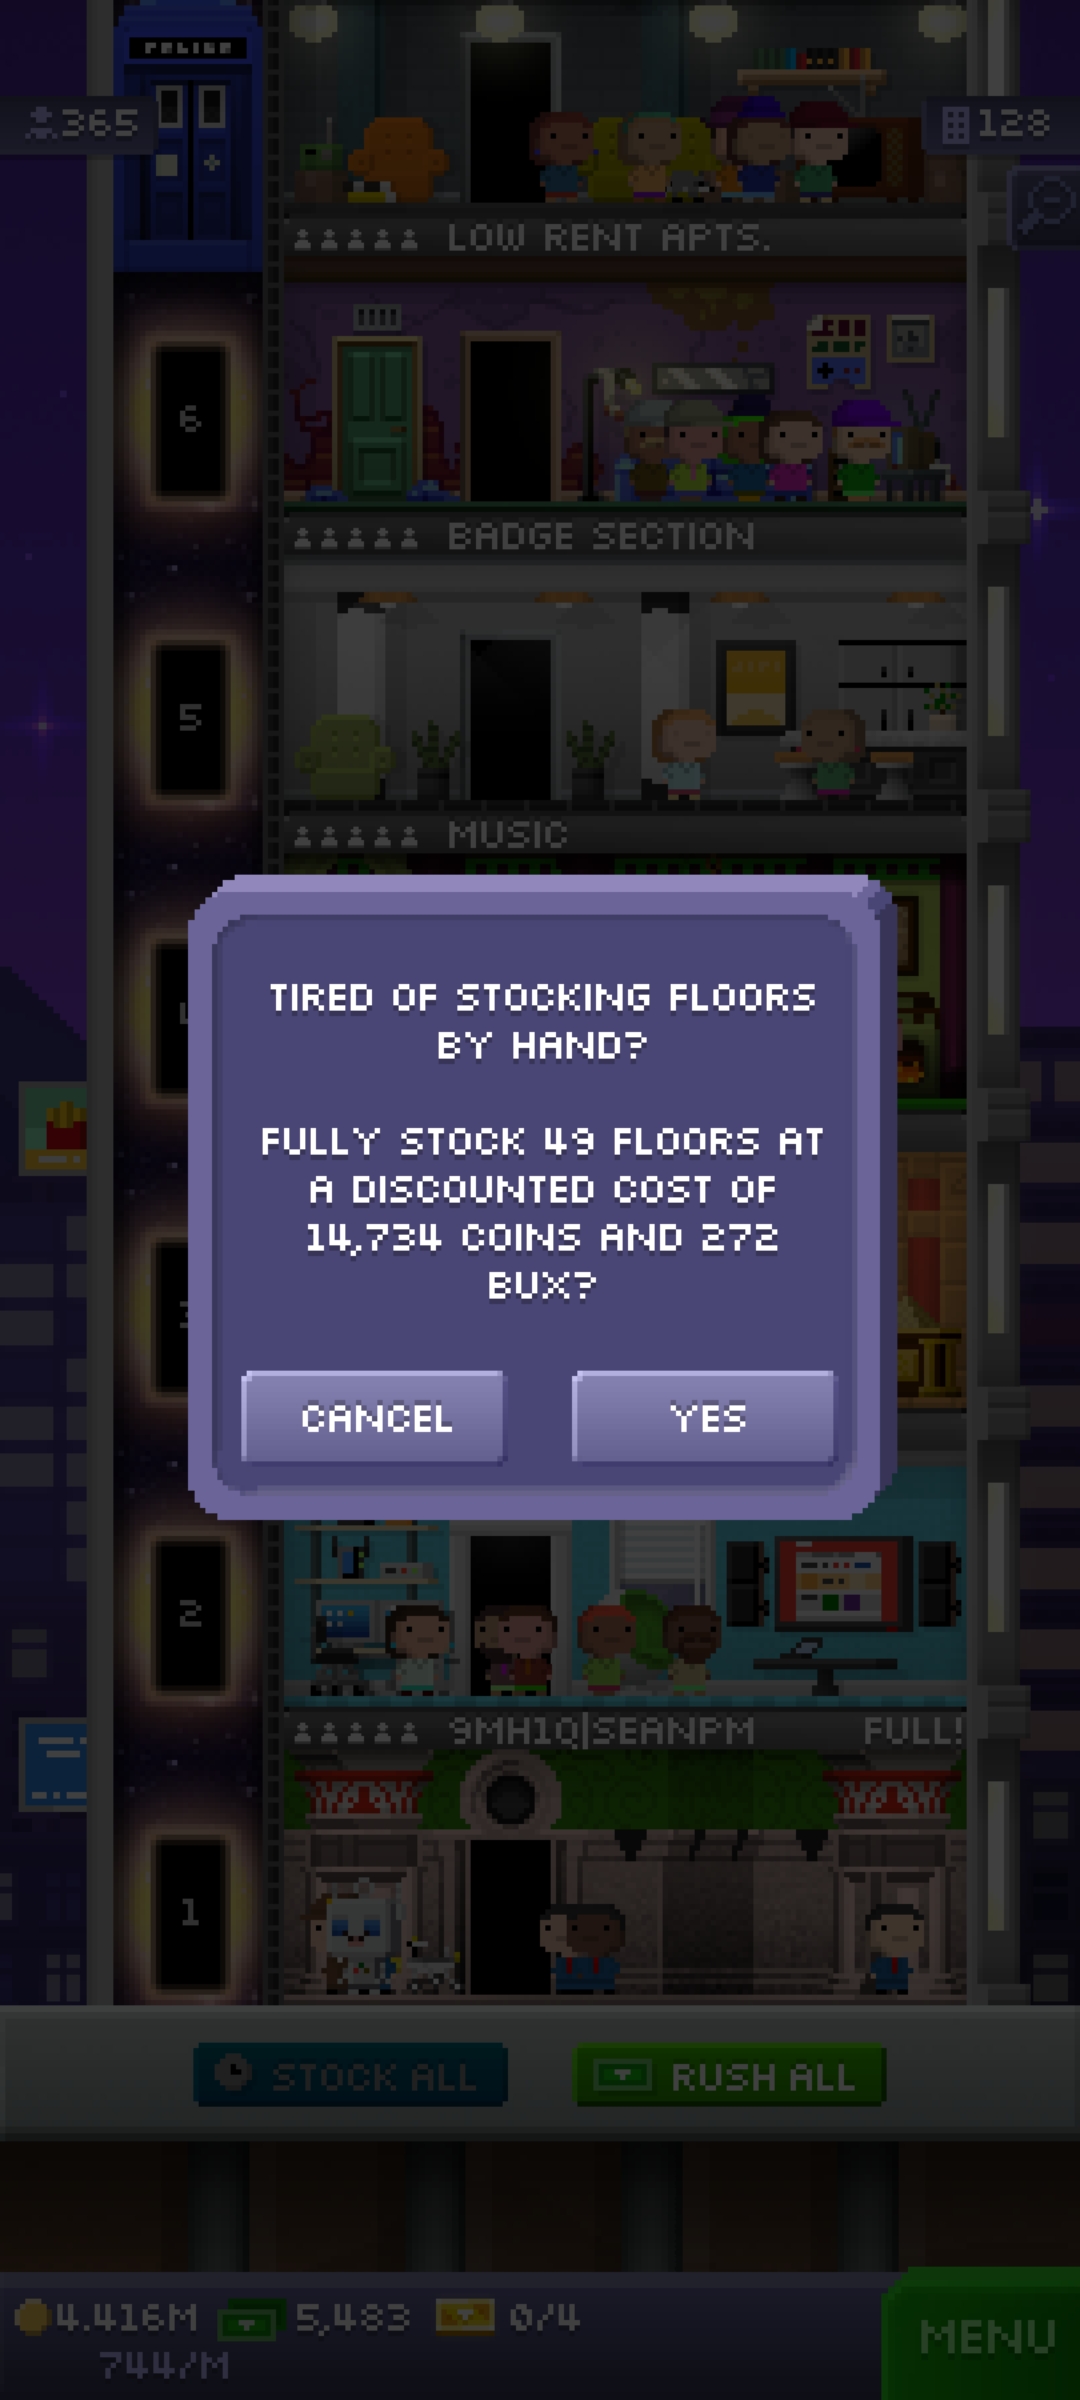 POLICE
365
128
LOW RENT APTS.
6
BADGE SECTION
5
MUSIC
TIRED OF STOCKING FLOORS
BY HAND?
FULLY STOCK 49 FLOORS AT
A DISCOUNTED COST OF
14,734 COINS AND 272
BUX?
CANCEL
YES
2
9MH1Q|SEANPM
FULL!
1
STOCK ALL
RUSH ALL
4.416M
5,483
0/4
MENU
744/M